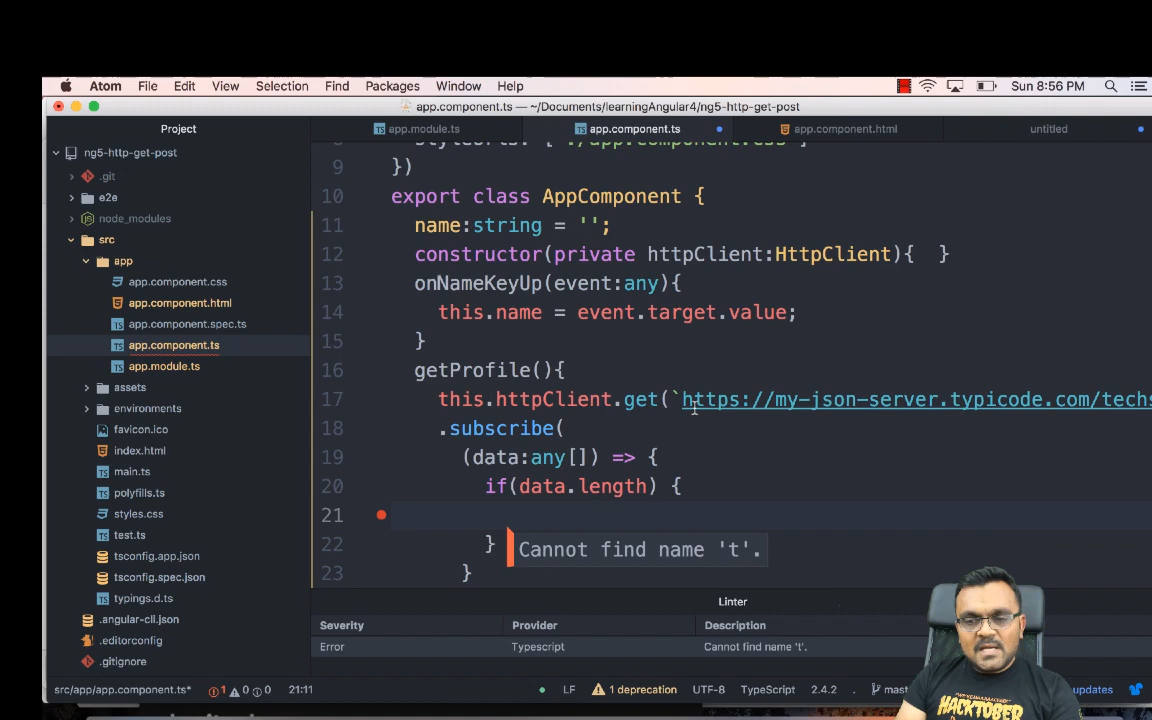 Atom File Edit View Selection Find Packages Window Help Sun 8:56 PM
app.component.ts — ~/Documents/learningAngular4/ng5-http-get-post
Project
app.module.ts
app.component.ts
app.component.html
untitled
ng5-http-get-post
.git
e2e
node_modules
src
app
app.component.css
app.component.html
app.component.spec.ts
app.component.ts
app.module.ts
assets
environments
favicon.ico
index.html
main.ts
polyfills.ts
styles.css
test.ts
tsconfig.app.json
tsconfig.spec.json
typings.d.ts
.angular-cli.json
.editorconfig
.gitignore
8 styleUrls: ['./app.component.css']
9 })
10 export class AppComponent {
11 name:string = '';
12 constructor(private httpClient:HttpClient){ }
13 onNameKeyUp(event:any){
14 this.name = event.target.value;
15 }
16 getProfile(){
17 this.httpClient.get(`https://my-json-server.typicode.com/techs
18 .subscribe(
19 (data:any[]) => {
20 if(data.length) {
21
22 } Cannot find name 't'.
23 }
Linter
Severity Provider Description
Error Typescript Cannot find name 't'.
HACKTOBER
src/app/app.component.ts* 1 0 0 21:11 LF 1 deprecation UTF-8 TypeScript 2.4.2 . mast updates